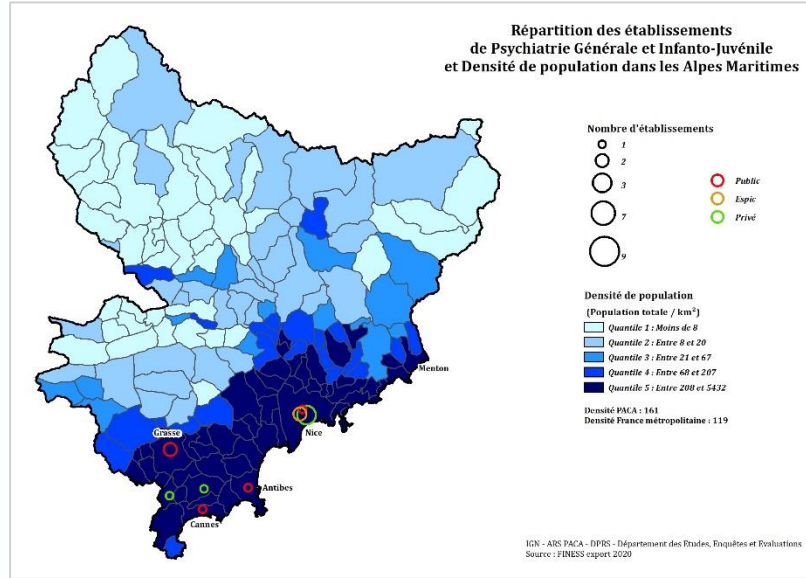 Répartition des établissements
de Psychiatrie Générale et Infanto-Juvénile
et Densité de population dans les Alpes Maritimes
Nombre d'établissements
1
2
3
7
9
Public
Espic
Privé
Densité de population
(Population totale / km²)
Quantile 1 : Moins de 8
Quantile 2 : Entre 8 et 20
Quantile 3 : Entre 21 et 67
Quantile 4 : Entre 68 et 207
Quantile 5 : Entre 208 et 5432
Densité PACA : 161
Densité France métropolitaine : 119
Menton
Nice
Grasse
Antibes
Cannes
IGN - ARS PACA - DPRS - Département des Etudes, Enquêtes et Evaluations
Source : FINESS export 2020